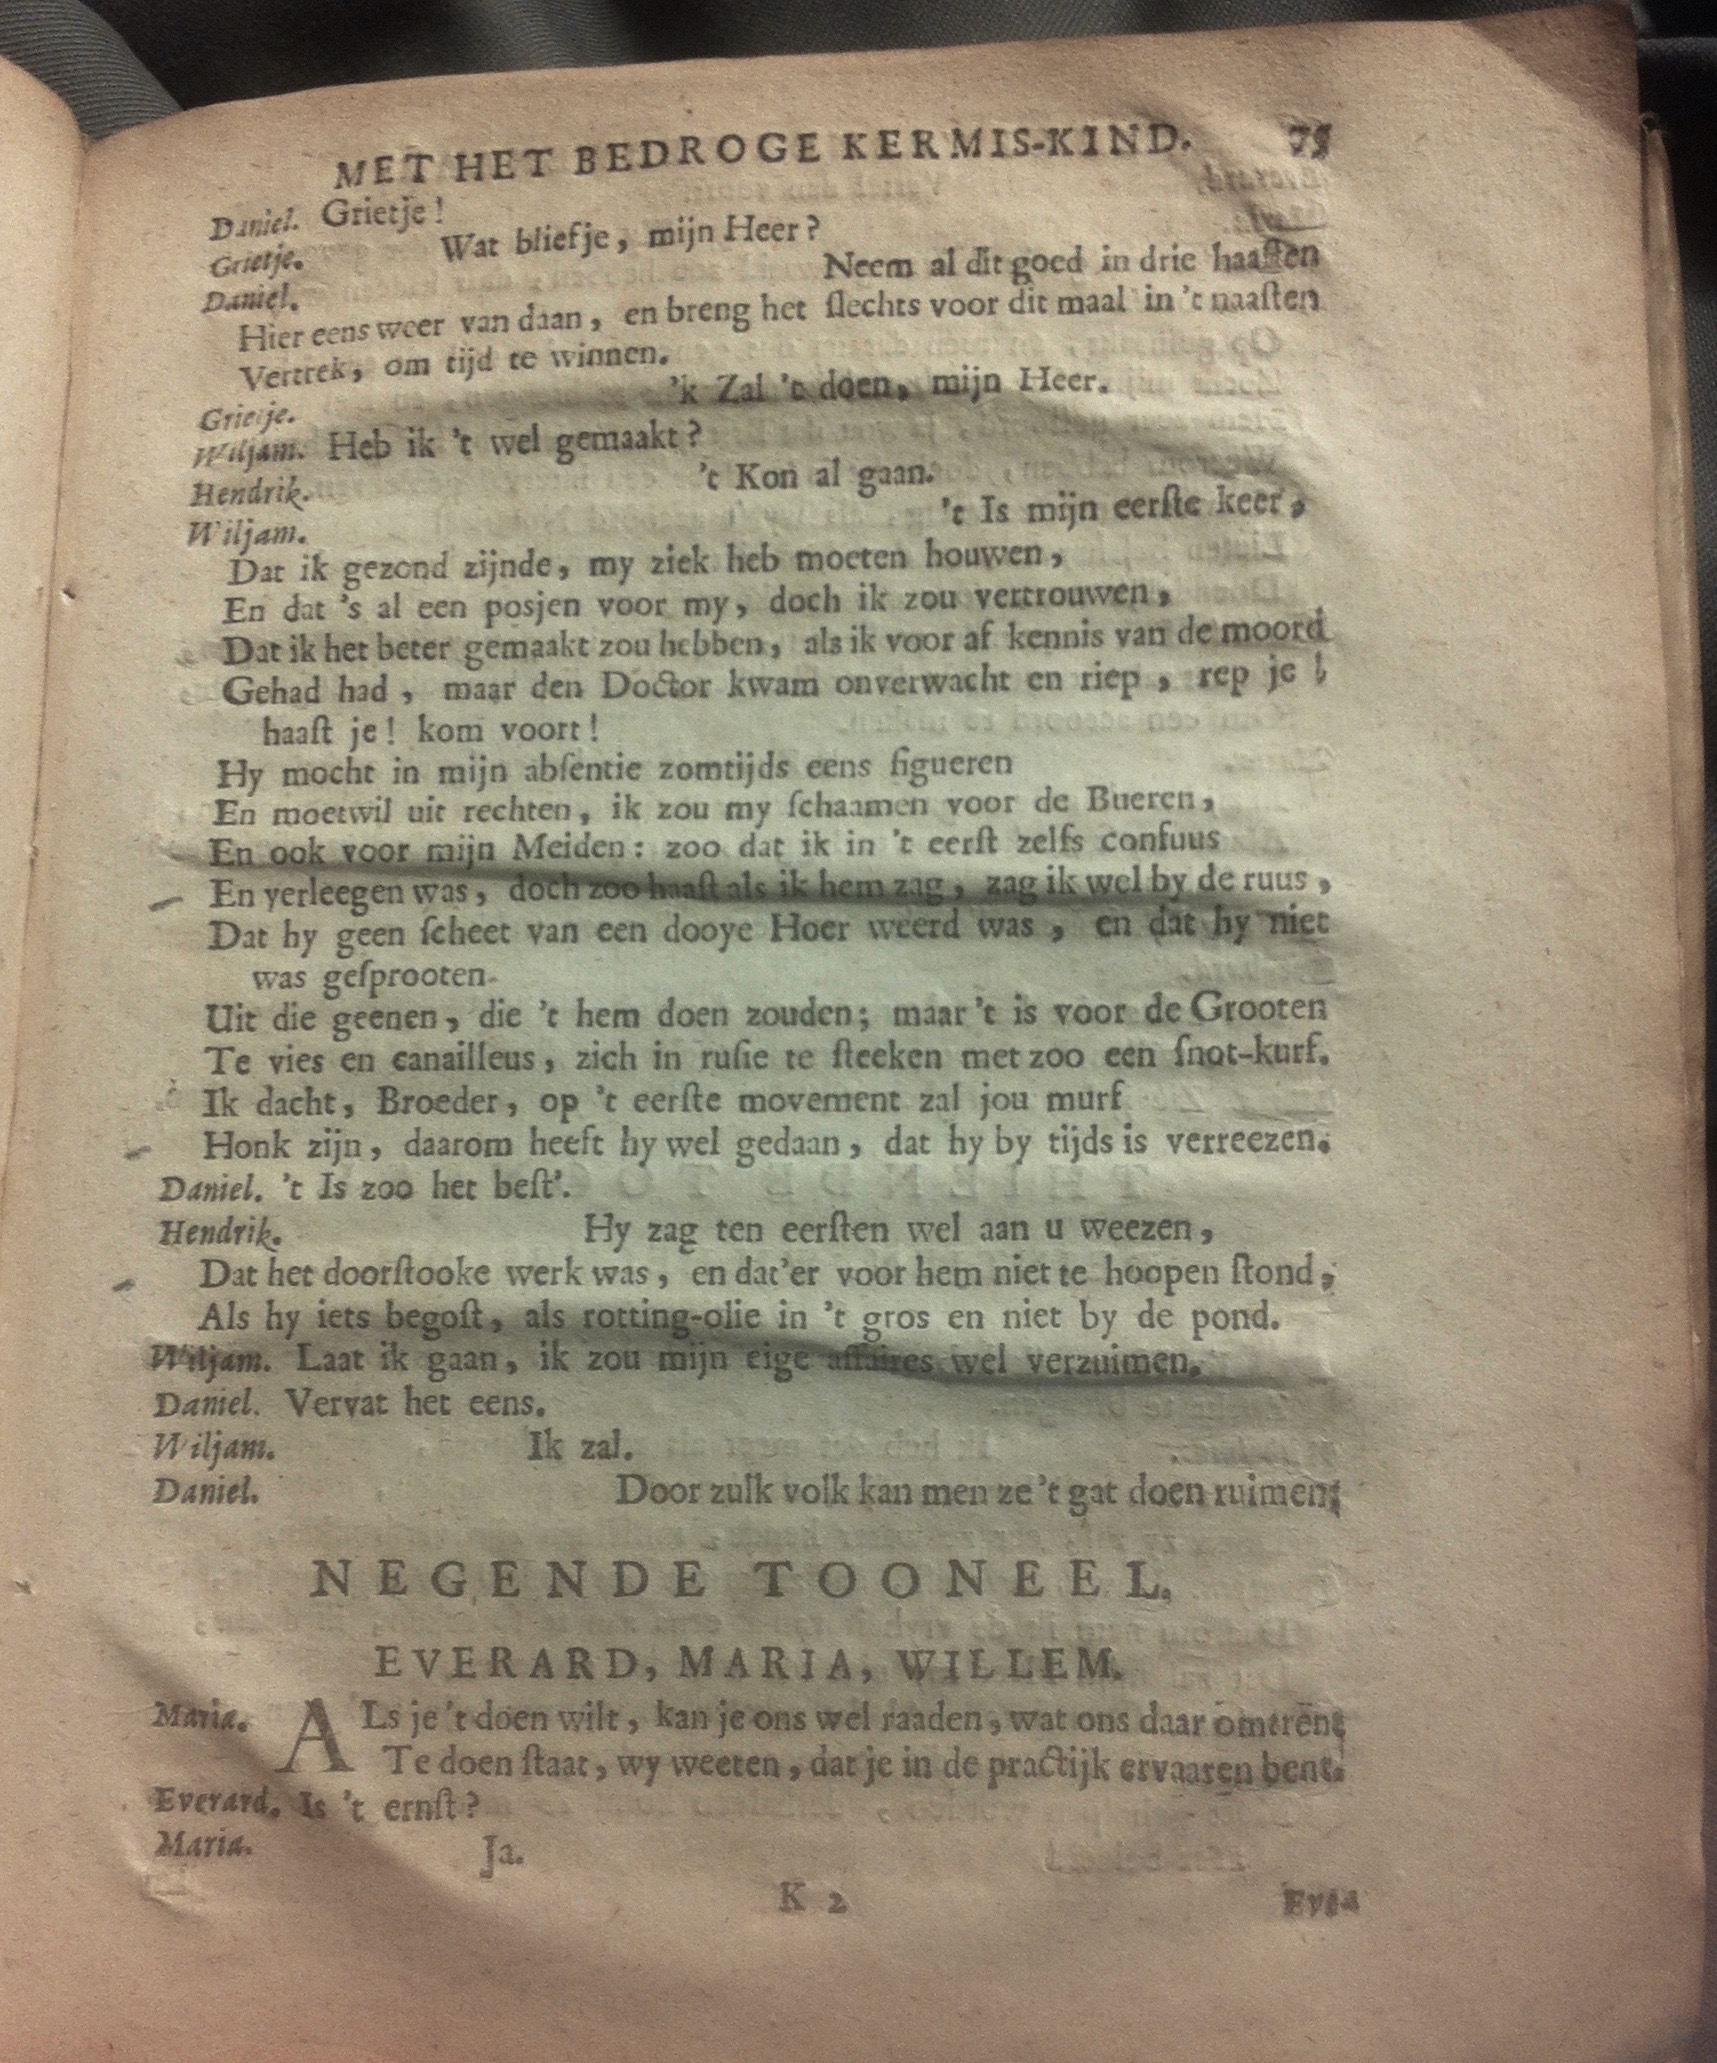 MET HET BEDROGE KERMIS-KIND. 75
Daniel. Grietje!
Grietje. Wat bliefje, mijn Heer?
Daniel. Neem al dit goed in drie haaſten
Hier eens weer van daan, en breng het ſlechts voor dit maal in 't naaſten
Vertrek, om tijd te winnen.
Grietje. 'k Zal 't doen, mijn Heer.
Wiljam. Heb ik 't wel gemaakt?
Hendrik. 't Kon al gaan.
Wiljam. 't Is mijn eerſte keer,
Dat ik gezond zijnde, my ziek heb moeten houwen,
En dat 's al een posjen voor my, doch ik zou vertrouwen,
Dat ik het beter gemaakt zou hebben, als ik voor af kennis van de moord
Gehad had, maar den Doctor kwam onverwacht en riep, rep je!
haaſt je! kom voort!
Hy mocht in mijn abſentie zomtijds eens figueren
En moetwil uit rechten, ik zou my ſchaamen voor de Bueren,
En ook voor mijn Meiden: zoo dat ik in 't eerſt zelfs confuus
En verleegen was, doch zoo haaſt als ik hem zag, zag ik wel by de ruus,
Dat hy geen ſcheet van een dooye Hoer weerd was, en dat hy niet
was geſprooten
Uit die geenen, die 't hem doen zouden; maar 't is voor de Grooten
Te vies en canailleus, zich in ruſie te ſteeken met zoo een ſnot-kurf.
Ik dacht, Broeder, op 't eerſte movement zal jou murf
Honk zijn, daarom heeft hy wel gedaan, dat hy by tijds is verreezen.
Daniel. 't Is zoo het beſt'.
Hendrik. Hy zag ten eerſten wel aan u weezen,
Dat het doorſtooke werk was, en dat'er voor hem niet te hoopen ſtond,
Als hy iets begoſt, als rotting-olie in 't gros en niet by de pond.
Wiljam. Laat ik gaan, ik zou mijn eige affaires wel verzuimen.
Daniel. Vervat het eens.
Wiljam. Ik zal.
Daniel. Door zulk volk kan men ze 't gat doen ruimen;
NEGENDE TOONEEL.
EVERARD, MARIA, WILLEM.
Maria. ALs je 't doen wilt, kan je ons wel raaden, wat ons daar omtrent
Te doen ſtaat, wy weeten, dat je in de practijk ervaaren bent.
Everard. Is 't ernſt?
Maria. Ja.
K 2